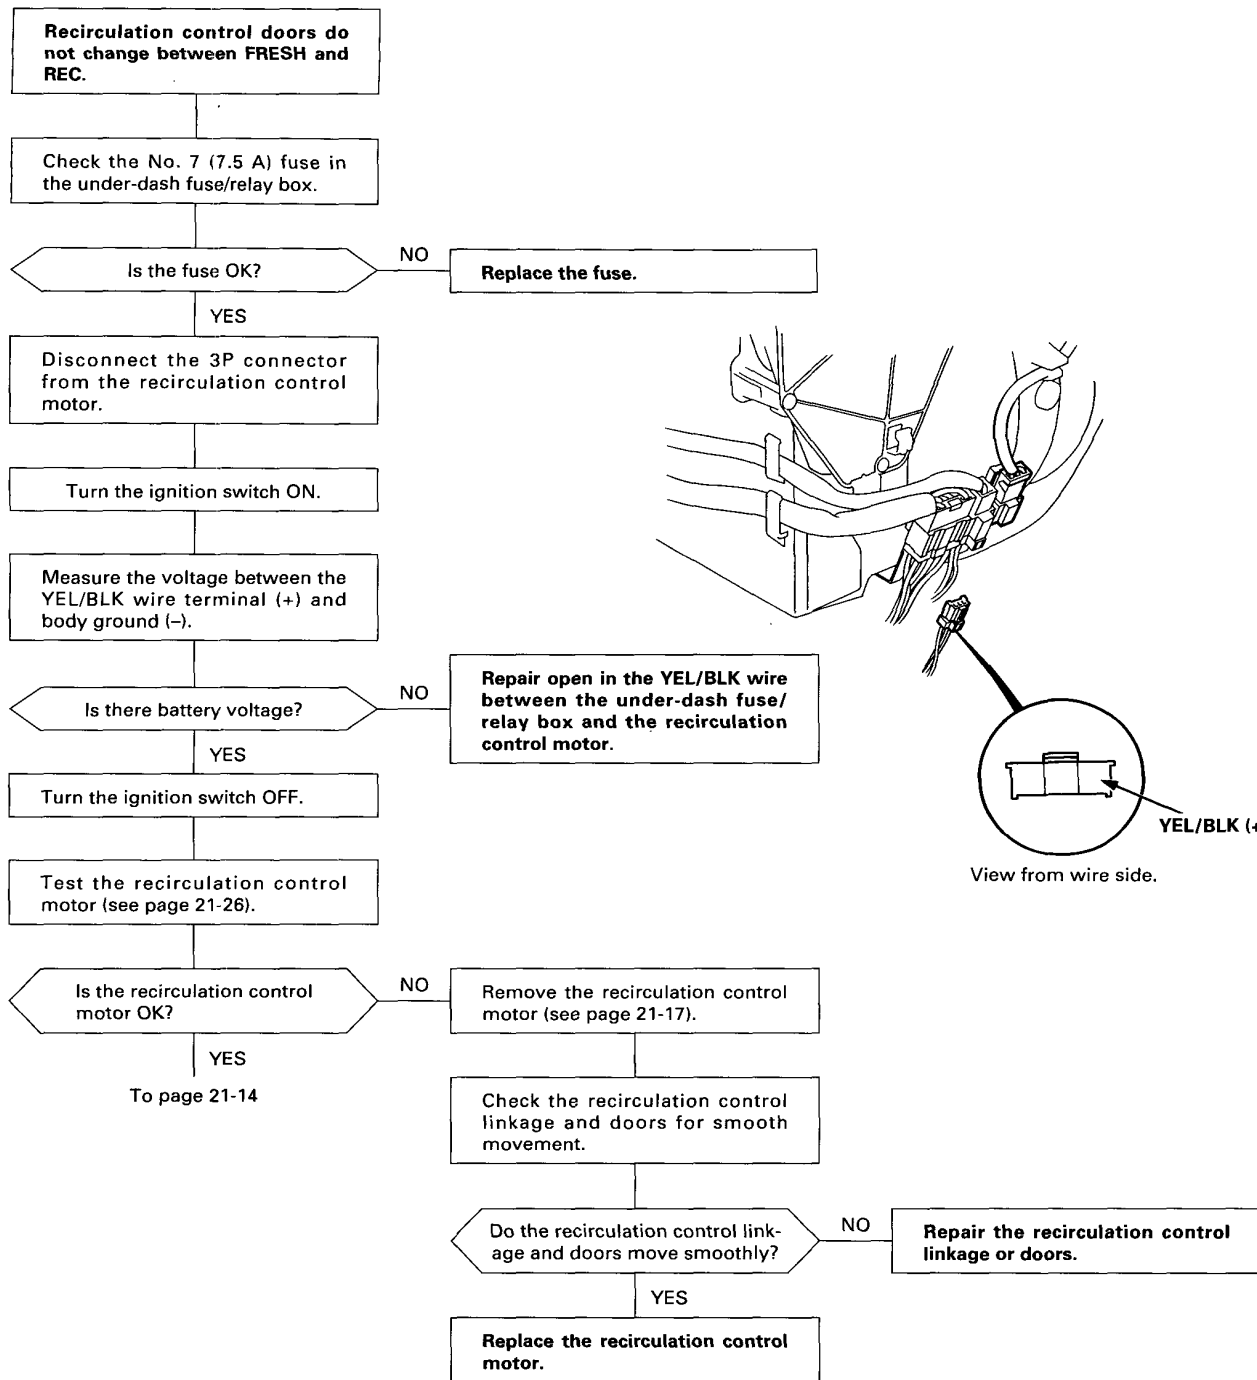 Recirculation control doors do
not change between FRESH and
REC.
Check the No. 7 (7.5 A) fuse in
the under-dash fuse/relay box.
Is the fuse OK?
NO
Replace the fuse.
YES
Disconnect the 3P connector
from the recirculation control
motor.
Turn the ignition switch ON.
Measure the voltage between the
YEL/BLK wire terminal (+) and
body ground (–).
Is there battery voltage?
NO
Repair open in the YEL/BLK wire
between the under-dash fuse/
relay box and the recirculation
control motor.
YES
YEL/BLK (+
View from wire side.
Turn the ignition switch OFF.
Test the recirculation control
motor (see page 21-26).
Is the recirculation control
motor OK?
NO
Remove the recirculation control
motor (see page 21-17).
YES
To page 21-14
Check the recirculation control
linkage and doors for smooth
movement.
Do the recirculation control link-
age and doors move smoothly?
NO
Repair the recirculation control
linkage or doors.
YES
Replace the recirculation control
motor.